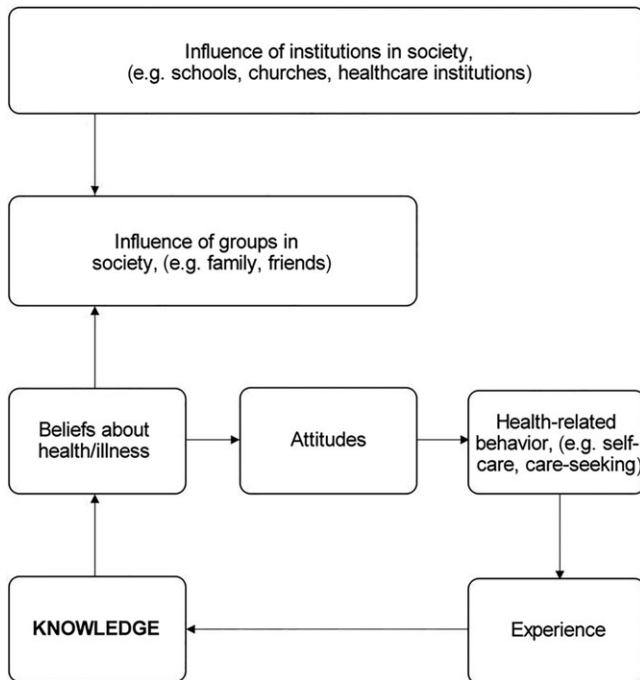 Influence of institutions in society,
(e.g. schools, churches, healthcare institutions)
Influence of groups in
society, (e.g. family, friends)
Beliefs about
health/illness
Attitudes
Health-related
behavior, (e.g. self-
care, care-seeking)
KNOWLEDGE
Experience